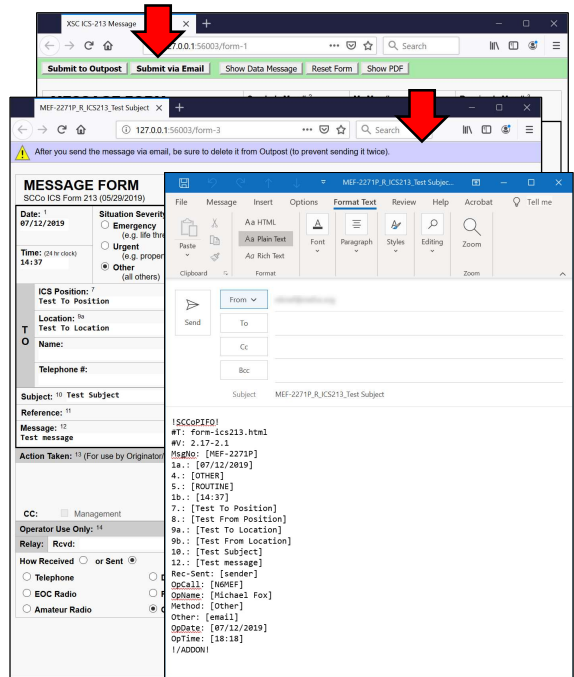 XSC ICS-213 Message
27.0.0.1:56003/form-1
Search
Submit to Outpost Submit via Email Show Data Message Reset Form Show PDF
MEF-2271P_R_ICS213_Test Subject
127.0.0.1:56003/form-3
Search
After you send the message via email, be sure to delete it from Outpost (to prevent sending it twice).
MESSAGE FORM
SCCo ICS Form 213 (05/29/2019)
Date: 1
07/12/2019
Situation Severity
Emergency
(e.g. life thre
Urgent
(e.g. proper
Time: (24 hr clock)
14:37
Other
(all others)
TO
ICS Position: 7
Test To Position
Location: 9a
Test To Location
Name:
Telephone #:
Subject: 10 Test Subject
Reference: 11
Message: 12
Test message
Action Taken: 13 (For use by Originator/
CC: Management
Operator Use Only: 14
Relay: Rcvd:
How Received or Sent
Telephone
EOC Radio
Amateur Radio
MEF-2271P_R_ICS213_Test Subjec...
File Message Insert Options Format Text Review Help Acrobat Tell me
Paste
Aa HTML
Aa Plain Text
Aa Rich Text
Font
Paragraph
Styles
Editing
Zoom
Clipboard Format Zoom
Send
From
To
Cc
Bcc
Subject MEF-2271P_R_ICS213_Test Subject
!SCCoPIFO!
#T: form-ics213.html
#V: 2.17-2.1
MsgNo: [MEF-2271P]
1a.: [07/12/2019]
4.: [OTHER]
5.: [ROUTINE]
1b.: [14:37]
7.: [Test To Position]
8.: [Test From Position]
9a.: [Test To Location]
9b.: [Test From Location]
10.: [Test Subject]
12.: [Test message]
Rec-Sent: [sender]
OpCall: [N6MEF]
OpName: [Michael Fox]
Method: [Other]
Other: [email]
OpDate: [07/12/2019]
OpTime: [18:18]
!/ADDON!